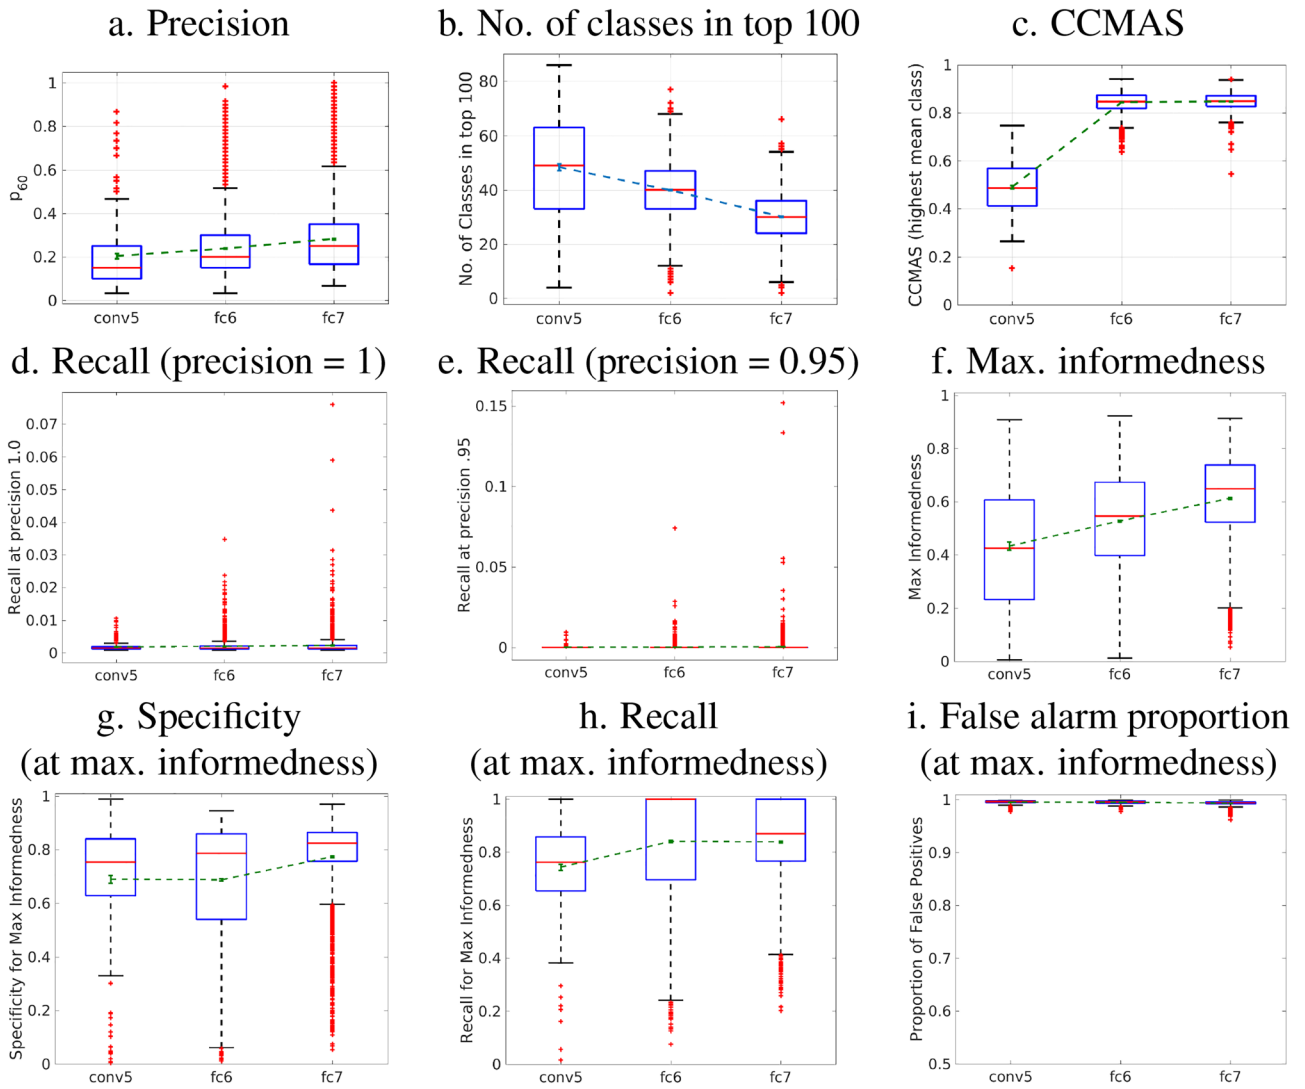 a. Precision
b. No. of classes in top 100
c. CCMAS
p60
1
0.8
0.6
0.4
0.2
0
conv5
fc6
fc7
No. of Classes in top 100
80
60
40
20
0
conv5
fc6
fc7
CCMAS (highest mean class)
1
0.8
0.6
0.4
0.2
0
conv5
fc6
fc7
d. Recall (precision = 1)
e. Recall (precision = 0.95)
f. Max. informedness
Recall at precision 1.0
0.07
0.06
0.05
0.04
0.03
0.02
0.01
0
conv5
fc6
fc7
Recall at precision .95
0.15
0.1
0.05
0
conv5
fc6
fc7
Max Informedness
1
0.8
0.6
0.4
0.2
0
conv5
fc6
fc7
g. Specificity
(at max. informedness)
h. Recall
(at max. informedness)
i. False alarm proportion
(at max. informedness)
Specificity for Max Informedness
1
0.8
0.6
0.4
0.2
0
conv5
fc6
fc7
Recall for Max Informedness
1
0.8
0.6
0.4
0.2
0
conv5
fc6
fc7
Proportion of False Positives
1
0.9
0.8
0.7
0.6
0.5
conv5
fc6
fc7